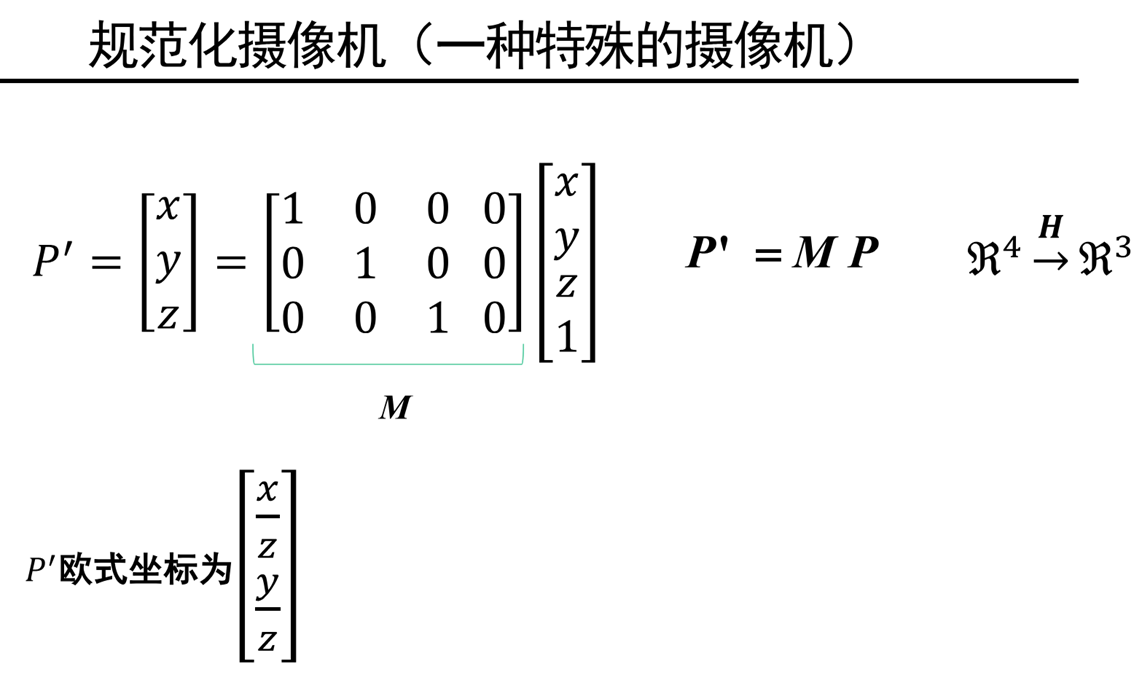 规范化摄像机（一种特殊的摄像机）
P′ = [x y z] = [1 0 0 0
0 1 0 0
0 0 1 0] [x y z 1]
P' = M P
ℜ⁴ →ᴴ ℜ³
M
P′欧式坐标为 [x/z y/z]